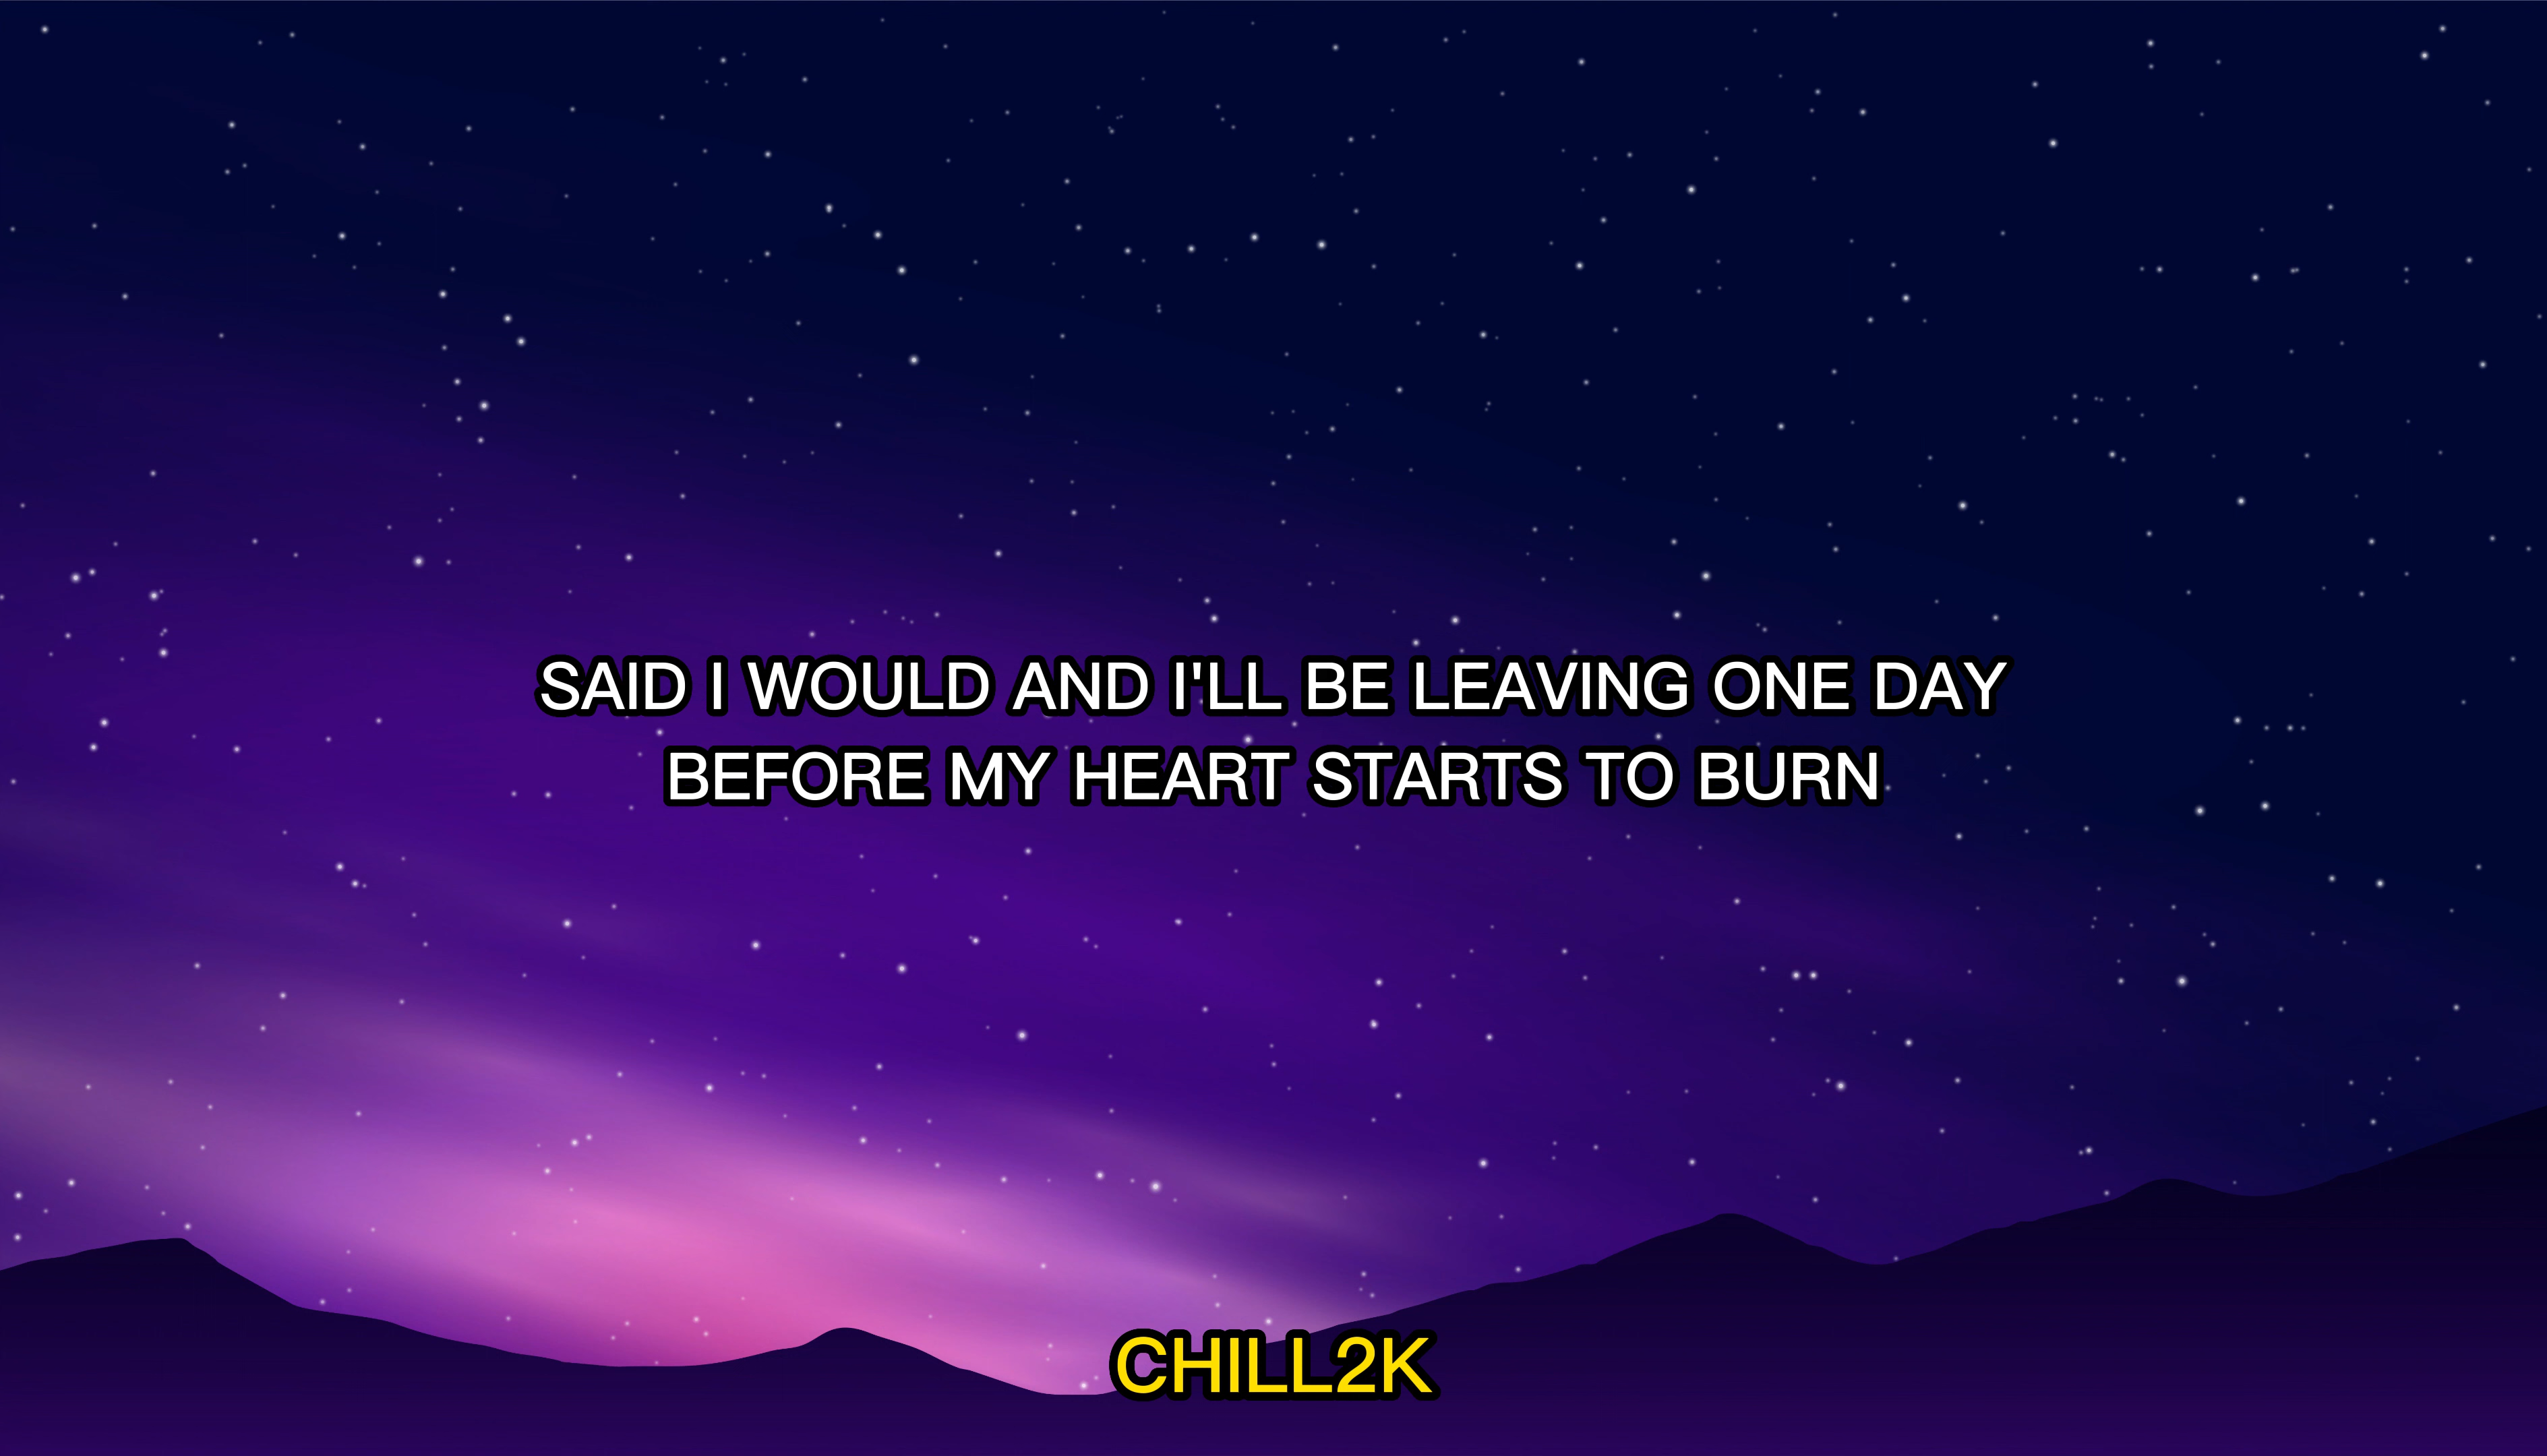 SAID I WOULD AND I'LL BE LEAVING ONE DAY
BEFORE MY HEART STARTS TO BURN
CHILL2K